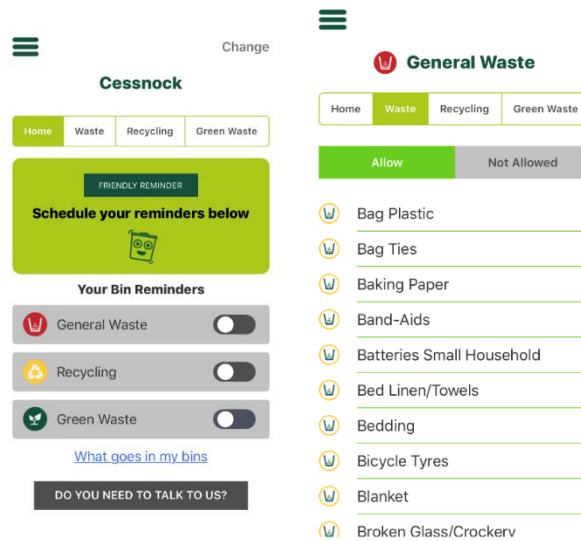 Change
Cessnock
Home Waste Recycling Green Waste
FRIENDLY REMINDER
Schedule your reminders below
Your Bin Reminders
General Waste
Recycling
Green Waste
What goes in my bins
DO YOU NEED TO TALK TO US?
General Waste
Home Waste Recycling Green Waste
Allow Not Allowed
Bag Plastic
Bag Ties
Baking Paper
Band-Aids
Batteries Small Household
Bed Linen/Towels
Bedding
Bicycle Tyres
Blanket
Broken Glass/Crockery